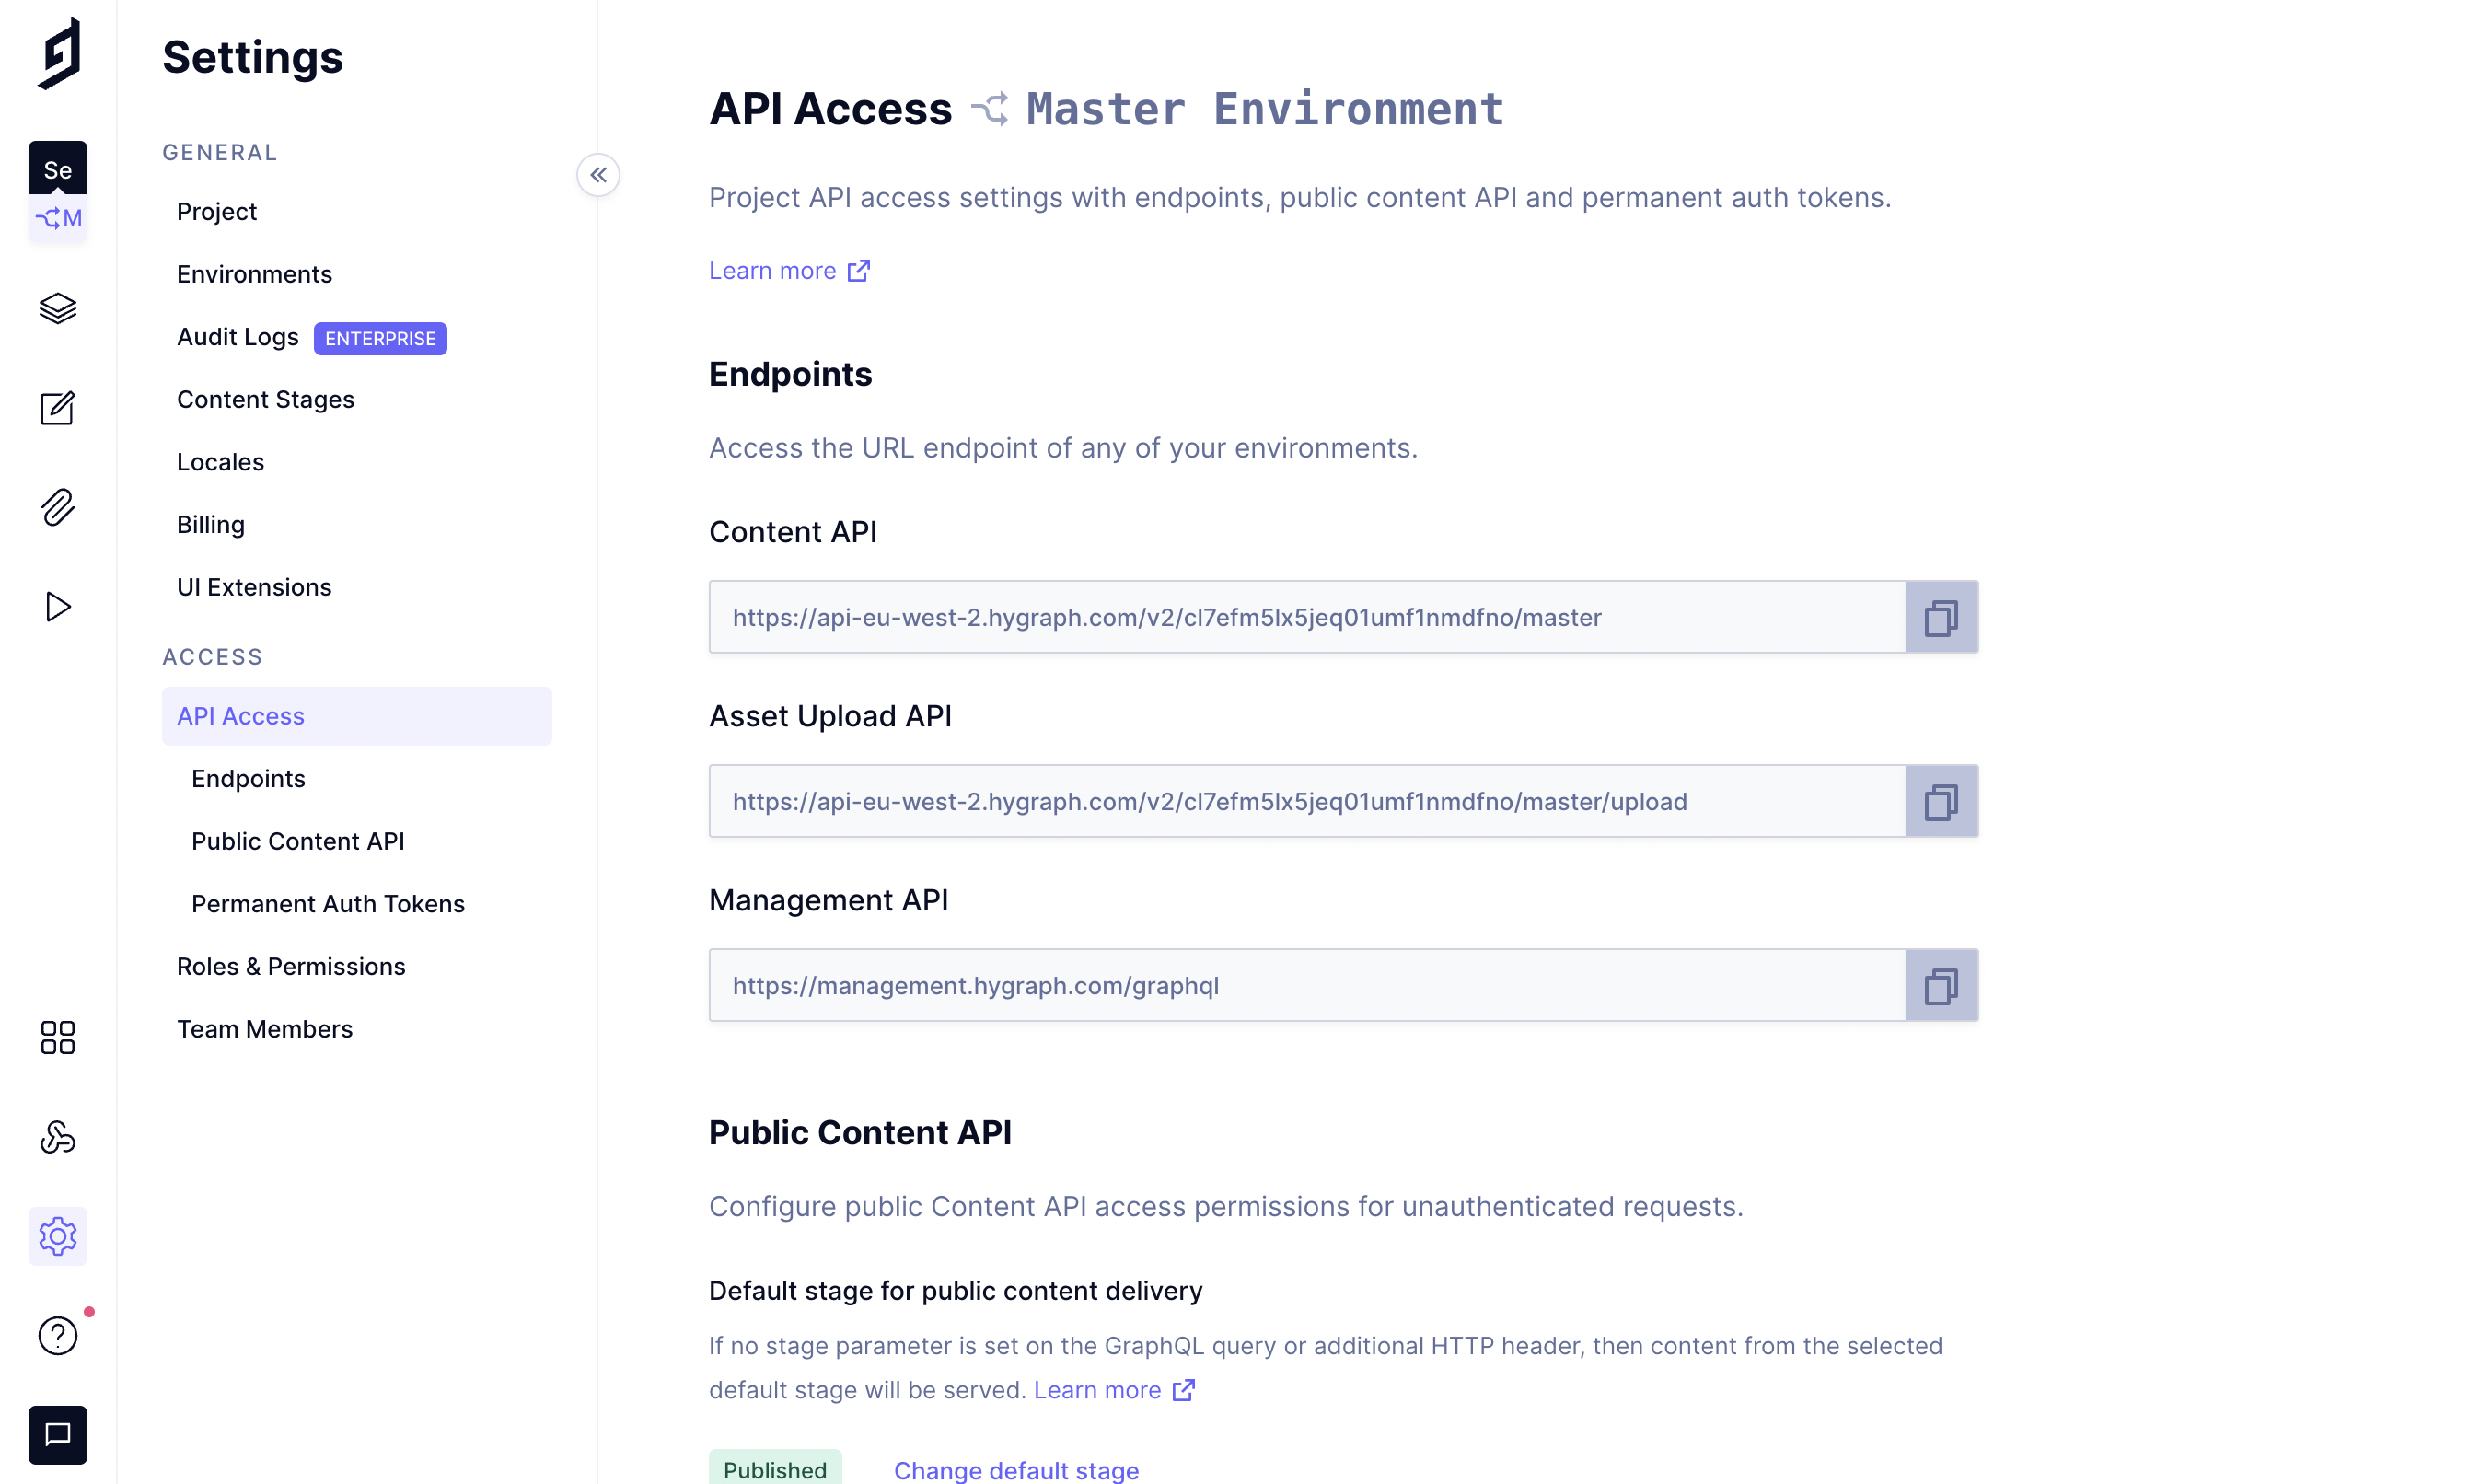 Settings
Se
M
GENERAL
Project
Environments
Audit Logs ENTERPRISE
Content Stages
Locales
Billing
UI Extensions
ACCESS
API Access
Endpoints
Public Content API
Permanent Auth Tokens
Roles & Permissions
Team Members
API Access Master Environment
Project API access settings with endpoints, public content API and permanent auth tokens.
Learn more
Endpoints
Access the URL endpoint of any of your environments.
Content API
https://api-eu-west-2.hygraph.com/v2/cl7efm5lx5jeq01umf1nmdfno/master
Asset Upload API
https://api-eu-west-2.hygraph.com/v2/cl7efm5lx5jeq01umf1nmdfno/master/upload
Management API
https://management.hygraph.com/graphql
Public Content API
Configure public Content API access permissions for unauthenticated requests.
Default stage for public content delivery
If no stage parameter is set on the GraphQL query or additional HTTP header, then content from the selected
default stage will be served. Learn more
Published Change default stage